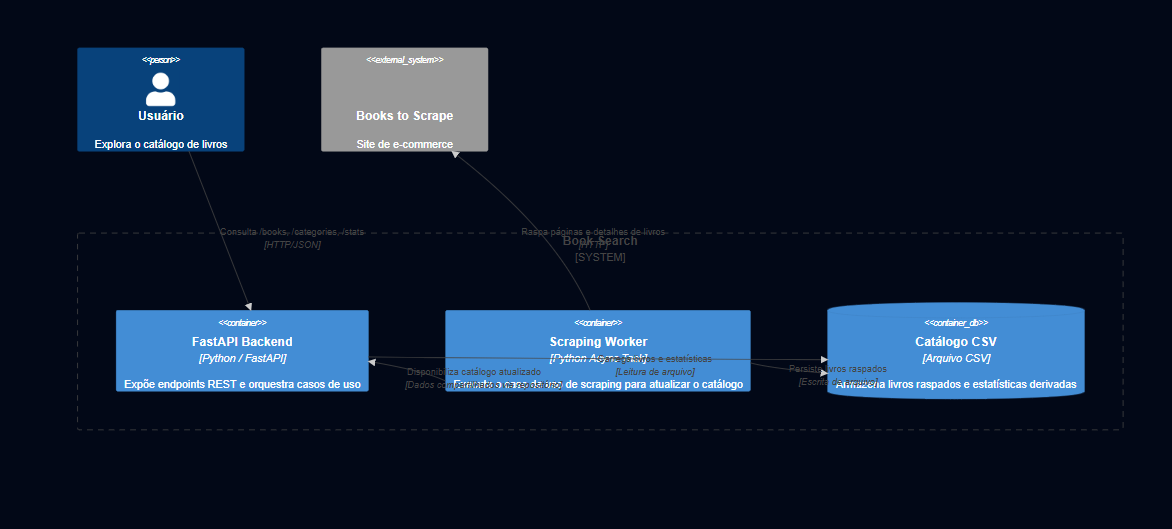 <<person>>
Usuário
Explora o catálogo de livros
<<external_system>>
Books to Scrape
Site de e-commerce
Consulta /books, /categories, /stats
[HTTP/JSON]
Raspa páginas e detalhes de livros
[HTTP]
Book Search
[SYSTEM]
<<container>>
FastAPI Backend
[Python / FastAPI]
Expõe endpoints REST e orquestra casos de uso
<<container>>
Scraping Worker
[Python Async Task]
de scraping para atualizar o catálogo
<<container_db>>
Catálogo CSV
[Arquivo CSV]
Armazena livros raspados e estatísticas derivadas
livros e estatísticas
[Leitura de arquivo]
Disponibiliza catálogo atualizado
[Dados
Persiste livros raspados
[Escrita de arquivo]